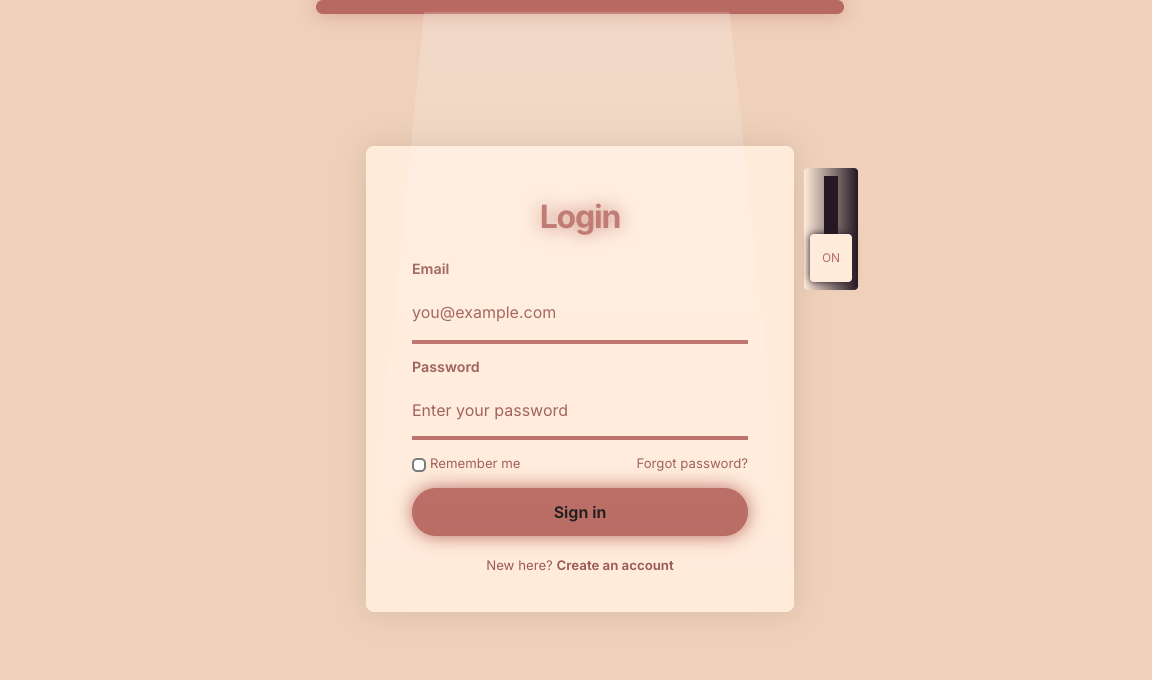 Login
Email
you@example.com
Password
Enter your password
Remember me
Forgot password?
Sign in
New here? Create an account
ON